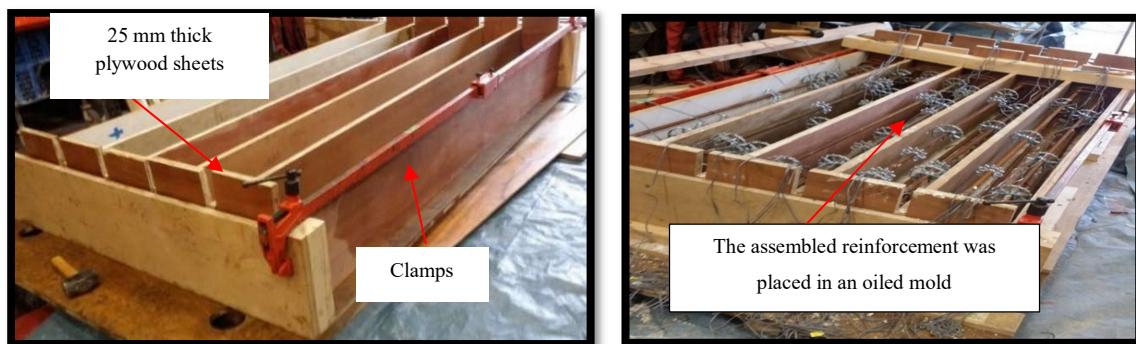 25 mm thick
plywood sheets
Clamps
The assembled reinforcement was
placed in an oiled mold